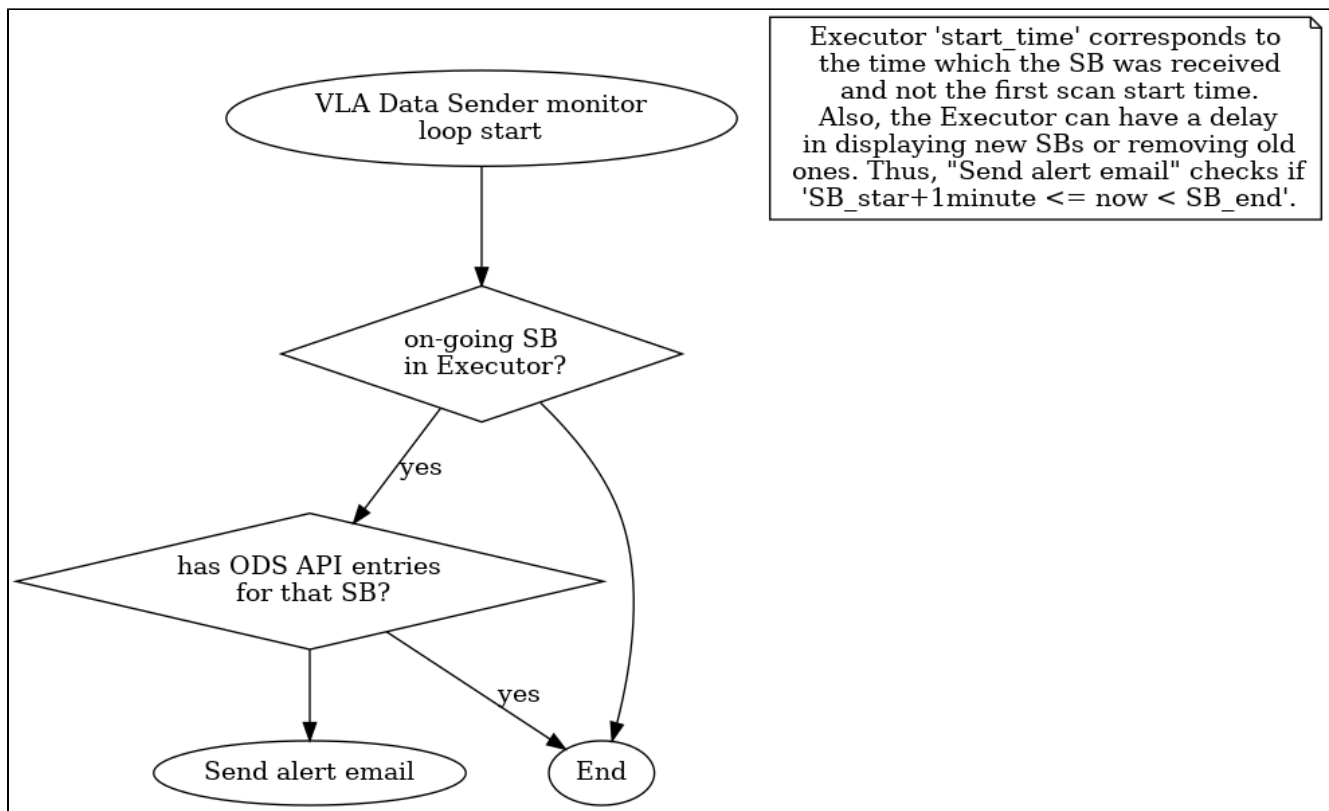 VLA Data Sender monitor
loop start
Executor 'start_time' corresponds to
the time which the SB was received
and not the first scan start time.
Also, the Executor can have a delay
in displaying new SBs or removing old
ones. Thus, "Send alert email" checks if
'SB_star+1minute <= now < SB_end'.
on-going SB
in Executor?
yes
has ODS API entries
for that SB?
yes
Send alert email
End